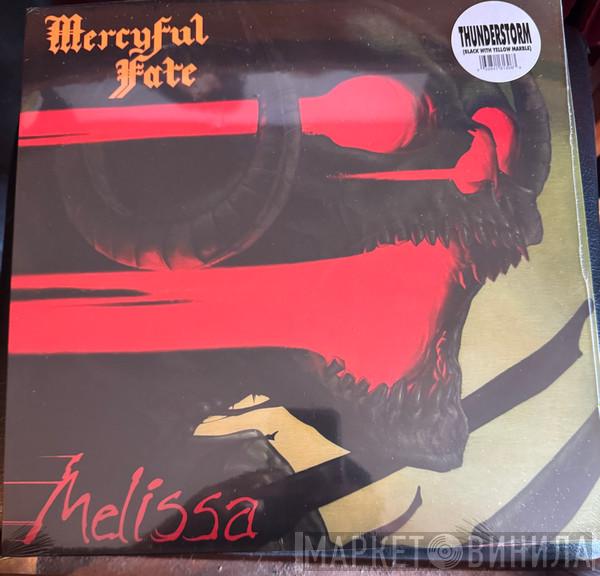 Mercyful
Fate
THUNDERSTORM
(BLACK WITH YELLOW MARBLE)
Melissa
МАРКЕТ ВИНИЛА